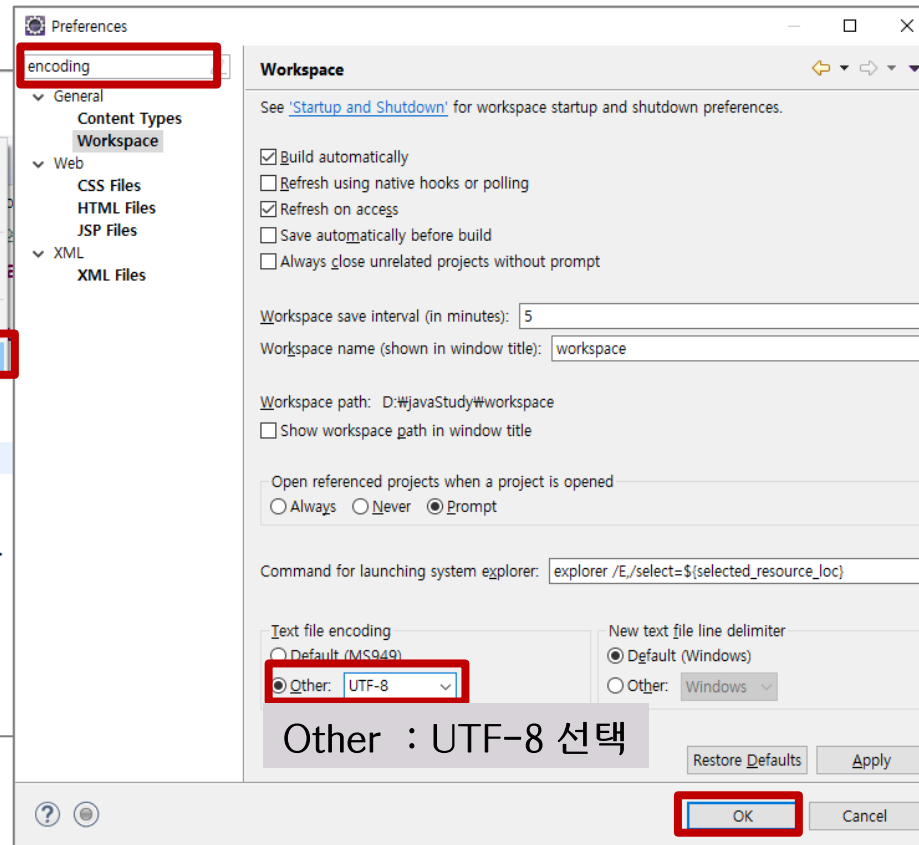 Preferences
encoding
General
Content Types
Workspace
Web
CSS Files
HTML Files
JSP Files
XML
XML Files
Workspace
See 'Startup and Shutdown' for workspace startup and shutdown preferences.
Build automatically
Refresh using native hooks or polling
Refresh on access
Save automatically before build
Always close unrelated projects without prompt
Workspace save interval (in minutes): 5
Workspace name (shown in window title): workspace
Workspace path: D:₩javaStudy₩workspace
Show workspace path in window title
Open referenced projects when a project is opened
Always Never Prompt
Command for launching system explorer: explorer /E,/select=${selected_resource_loc}
Text file encoding
Default (MS949)
Other: UTF-8
New text file line delimiter
Default (Windows)
Other: Windows
Other : UTF-8 선택
Restore Defaults Apply
OK Cancel